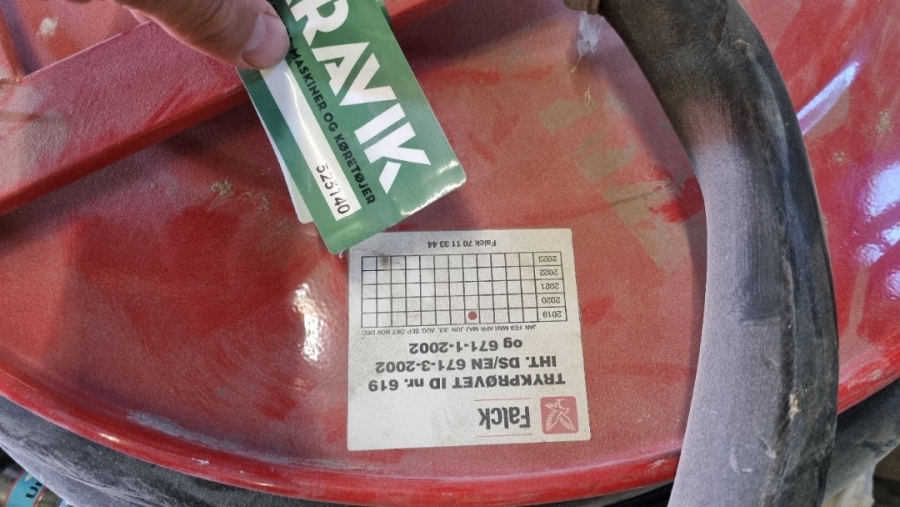 RAVIK
MASKINER OG KØRETØJER
525740
Falck
TRYKPRØVET ID nr. 619
IHT. DS/EN 671-3-2002
og 671-1-2002
JAN FEB MAR APR MAJ JUN JUL AUG SEP OKT NOV DEC
2019
2020
2021
2022
2023
Falck 70 11 33 44